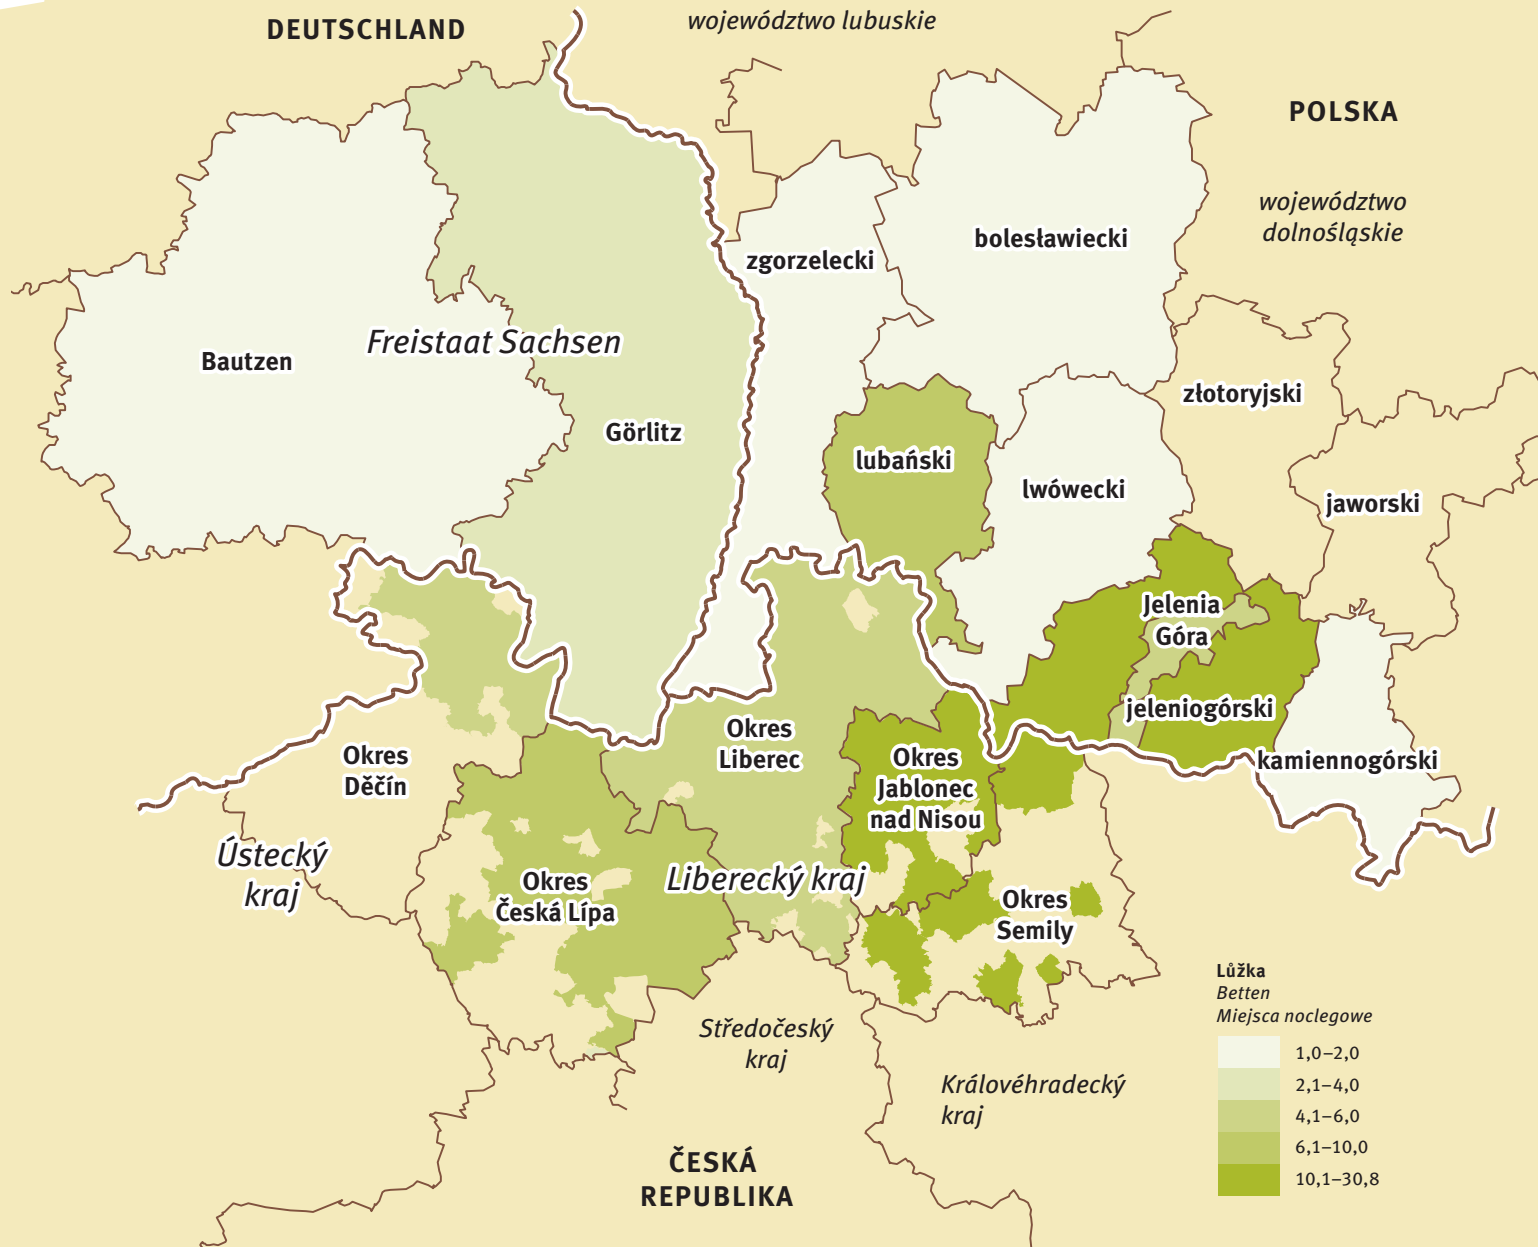 DEUTSCHLAND
województwo lubuskie
POLSKA
województwo
dolnośląskie
bolesławiecki
zgorzelecki
Freistaat Sachsen
Bautzen
złotoryjski
Görlitz
lubański
lwówecki
jaworski
Jelenia
Góra
jeleniogórski
Okres
Liberec
Okres
Děčín
Okres
Jablonec
nad Nisou
kamiennogórski
Ústecký
kraj
Okres
Česká Lípa
Liberecký kraj
Okres
Semily
Středočeský
kraj
Královéhradecký
kraj
ČESKÁ
REPUBLIKA
Lůžka
Betten
Miejsca noclegowe
1,0–2,0
2,1–4,0
4,1–6,0
6,1–10,0
10,1–30,8